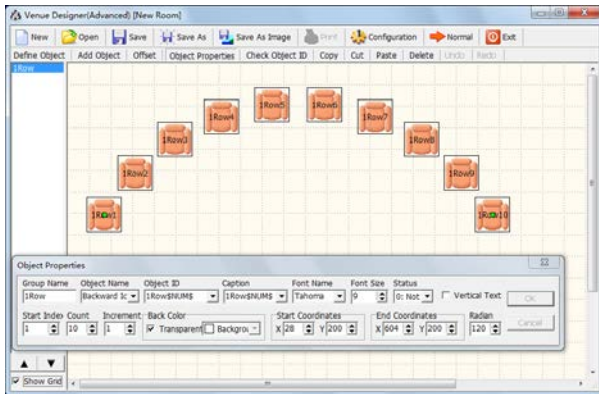 Venue Designer(Advanced) [New Room]
New Open Save Save As Save As Image Print Configuration Normal Exit
Define Object Add Object Offset Object Properties Check Object ID Copy Cut Paste Delete Undo Redo
1Row
1Row5 1Row6
1Row4 1Row7
1Row3 1Row8
1Row2 1Row9
1Row1 1Row10
Object Properties
Group Name Object Name Object ID Caption Font Name Font Size Status
1Row Backward Ic 1Row$NUM$ 1Row$NUM$ Tahoma 9 0: Not Vertical Text OK
Start Index Count Increment Back Color Start Coordinates End Coordinates Radian
1 10 1 Transparent Backgrou X 28 Y 200 X 604 Y 200 120 Cancel
Show Grid